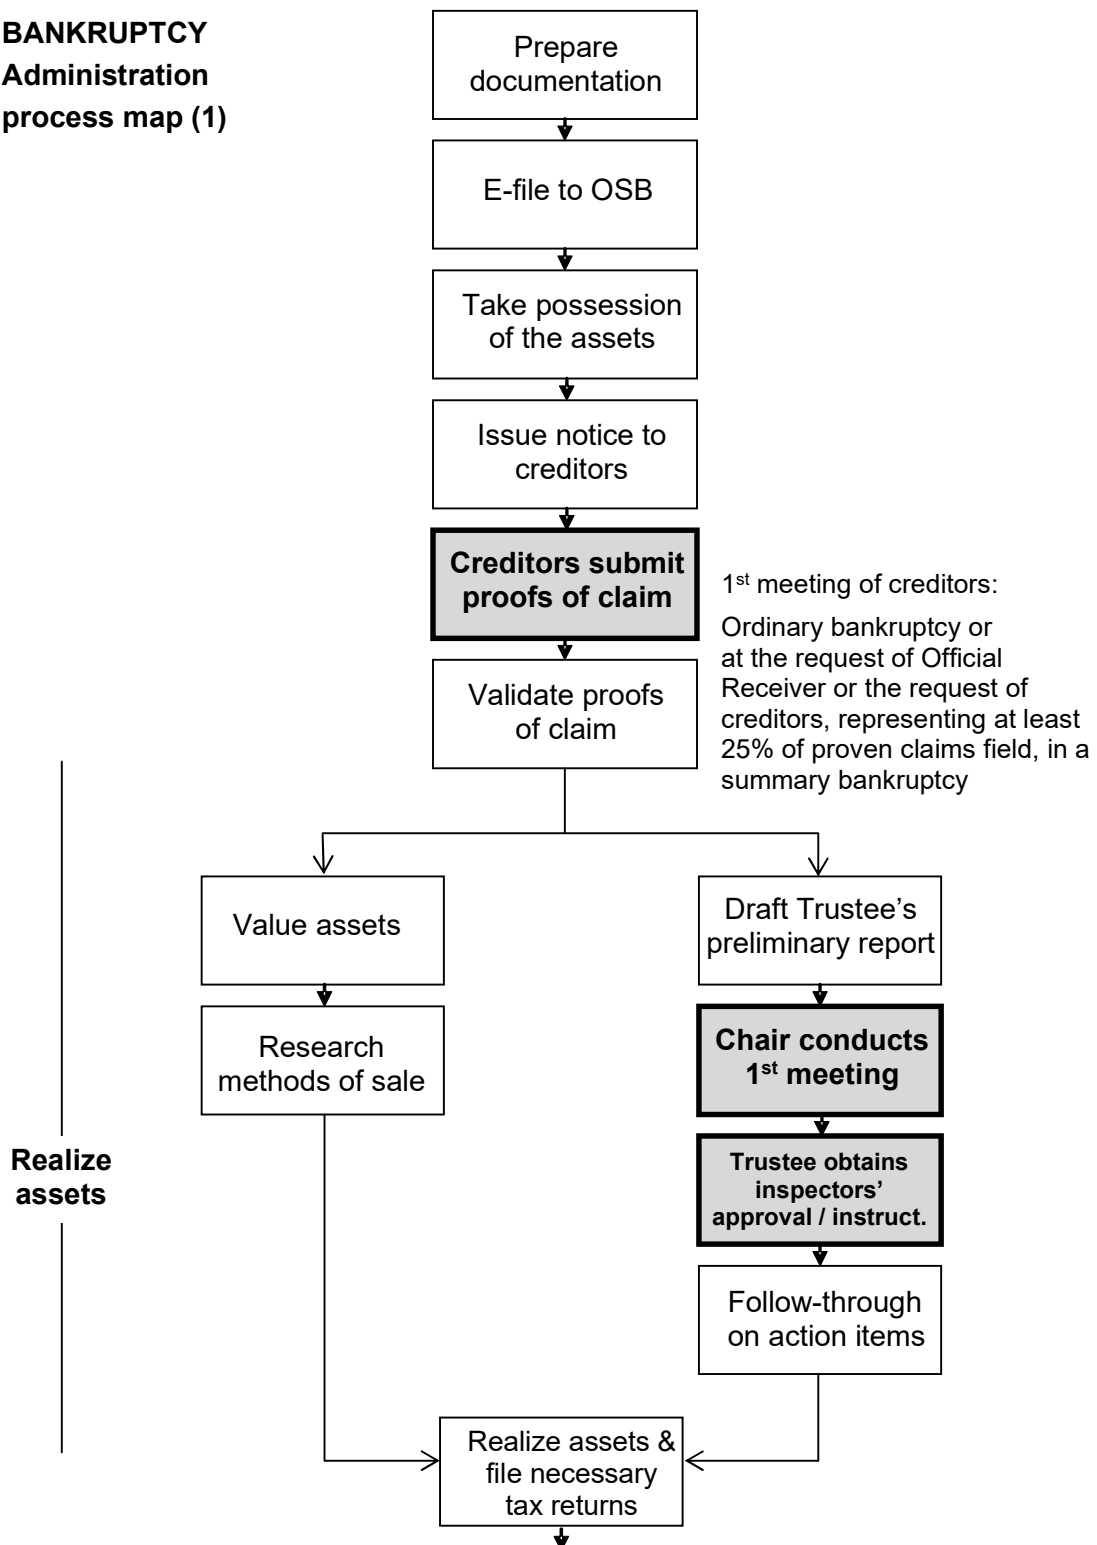 BANKRUPTCY
Administration
process map (1)
Prepare
documentation
E-file to OSB
Take possession
of the assets
Issue notice to
creditors
Creditors submit
proofs of claim
1st meeting of creditors:
Ordinary bankruptcy or
at the request of Official
Receiver or the request of
creditors, representing at least
25% of proven claims field, in a
summary bankruptcy
Validate proofs
of claim
Value assets
Research
methods of sale
Draft Trustee’s
preliminary report
Chair conducts
1st meeting
Trustee obtains
inspectors’
approval / instruct.
Follow-through
on action items
Realize
assets
Realize assets &
file necessary
tax returns